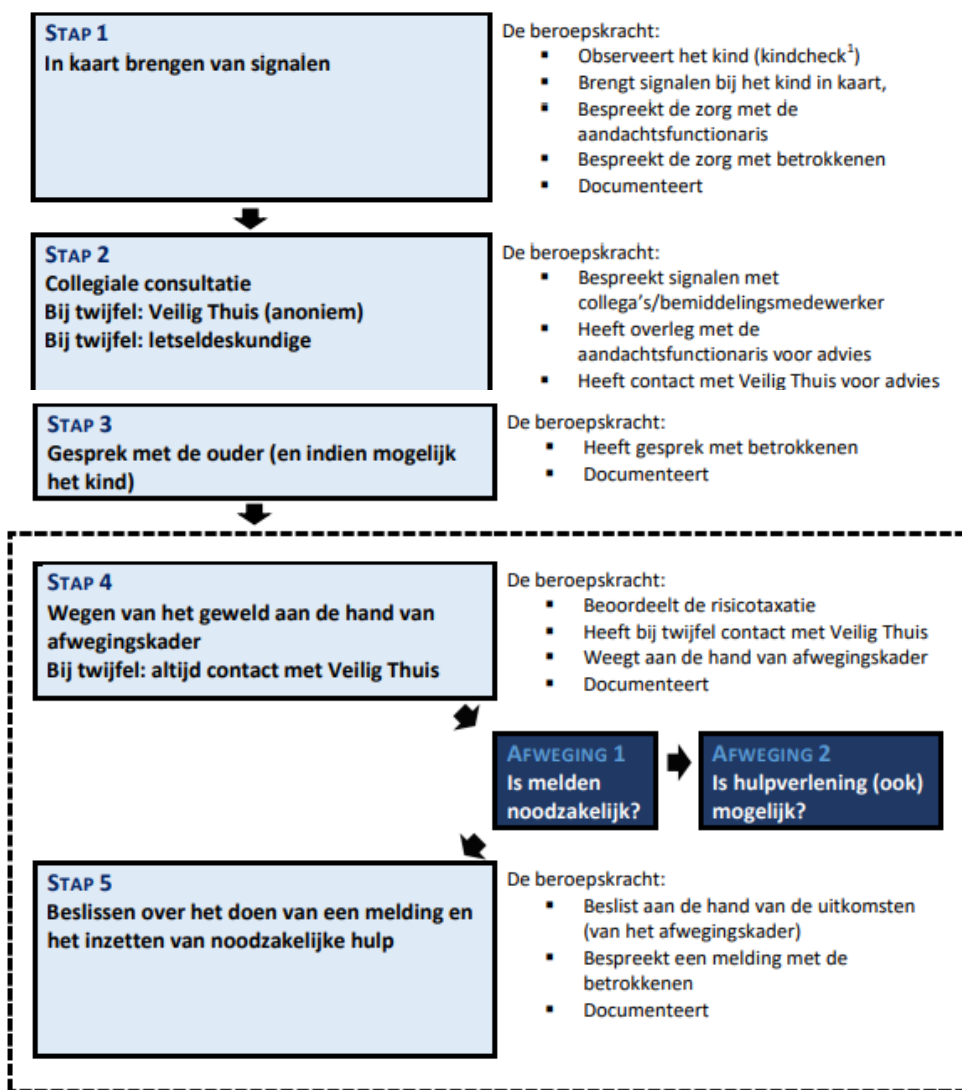 STAP 1
In kaart brengen van signalen
De beroepskracht:
▪ Observeert het kind (kindcheck¹)
▪ Brengt signalen bij het kind in kaart,
▪ Bespreekt de zorg met de
aandachtsfunctionaris
▪ Bespreekt de zorg met betrokkenen
▪ Documenteert
STAP 2
Collegiale consultatie
Bij twijfel: Veilig Thuis (anoniem)
Bij twijfel: letseldeskundige
De beroepskracht:
▪ Bespreekt signalen met
collega's/bemiddelingsmedewerker
▪ Heeft overleg met de
aandachtsfunctionaris voor advies
▪ Heeft contact met Veilig Thuis voor advies
STAP 3
Gesprek met de ouder (en indien mogelijk
het kind)
De beroepskracht:
▪ Heeft gesprek met betrokkenen
▪ Documenteert
STAP 4
Wegen van het geweld aan de hand van
afwegingskader
Bij twijfel: altijd contact met Veilig Thuis
De beroepskracht:
▪ Beoordeelt de risicotaxatie
▪ Heeft bij twijfel contact met Veilig Thuis
▪ Weegt aan de hand van afwegingskader
▪ Documenteert
AFWEGING 1
Is melden
noodzakelijk?
AFWEGING 2
Is hulpverlening (ook)
mogelijk?
STAP 5
Beslissen over het doen van een melding en
het inzetten van noodzakelijke hulp
De beroepskracht:
▪ Beslist aan de hand van de uitkomsten
(van het afwegingskader)
▪ Bespreekt een melding met de
betrokkenen
▪ Documenteert